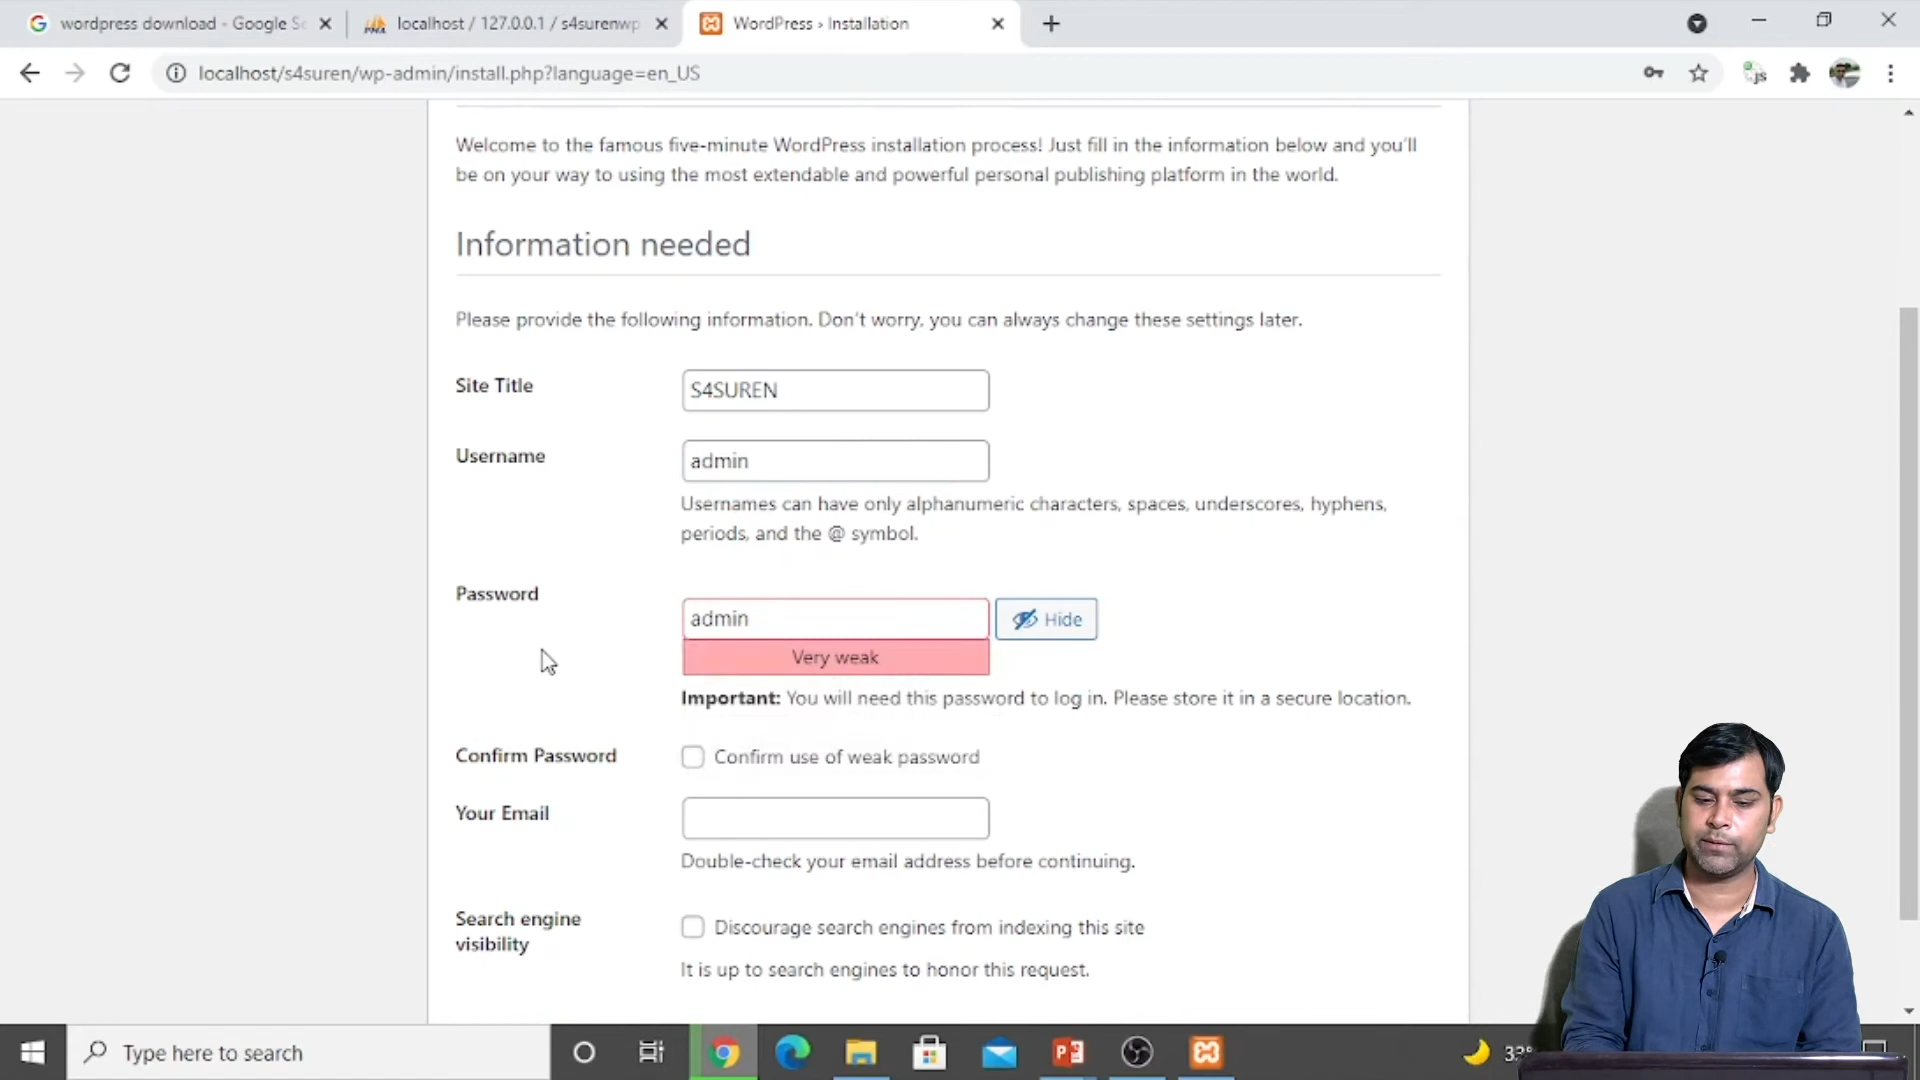 wordpress download - Google Se
localhost / 127.0.0.1 / s4surenwp
WordPress › Installation
localhost/s4suren/wp-admin/install.php?language=en_US
Welcome to the famous five-minute WordPress installation process! Just fill in the information below and you’ll
be on your way to using the most extendable and powerful personal publishing platform in the world.
Information needed
Please provide the following information. Don’t worry, you can always change these settings later.
Site Title
S4SUREN
Username
admin
Usernames can have only alphanumeric characters, spaces, underscores, hyphens,
periods, and the @ symbol.
Password
admin
Hide
Very weak
Important: You will need this password to log in. Please store it in a secure location.
Confirm Password
Confirm use of weak password
Your Email
Double-check your email address before continuing.
Search engine
visibility
Discourage search engines from indexing this site
It is up to search engines to honor this request.
Type here to search
33°